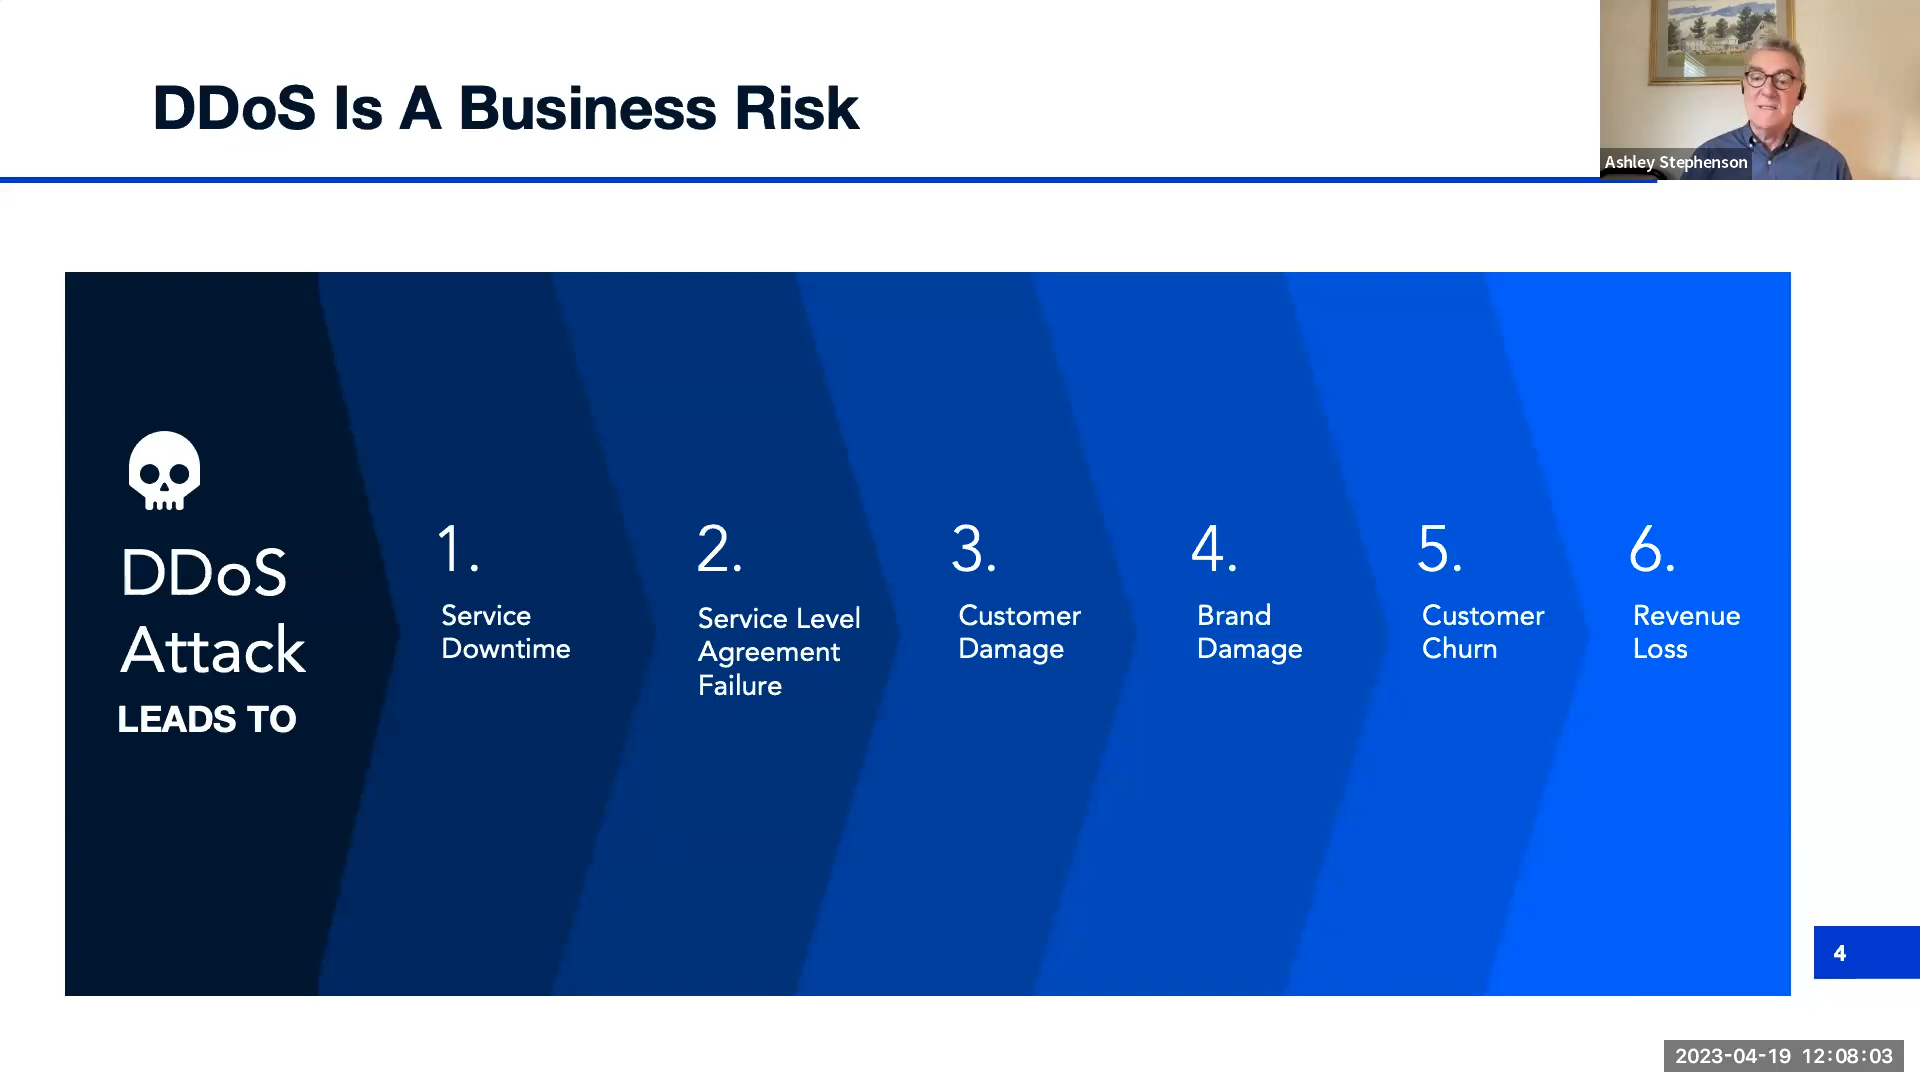 DDoS Is A Business Risk
Ashley Stephenson
DDoS
Attack
LEADS TO
1.
Service
Downtime
2.
Service Level
Agreement
Failure
3.
Customer
Damage
4.
Brand
Damage
5.
Customer
Churn
6.
Revenue
Loss
4
2023-04-19 12:08:03